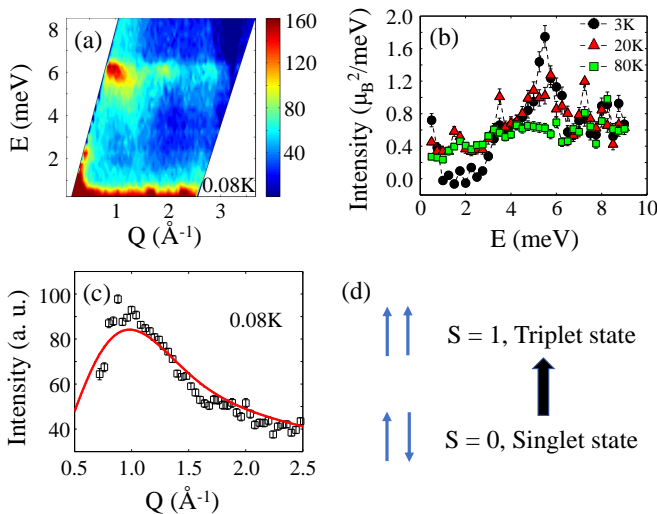 (a)
E (meV)
8
6
4
2
1
2
3
Q (Å⁻¹)
0.08K
160
120
80
40
(b)
Intensity (μ_B²/meV)
2.0
1.6
1.2
0.8
0.4
0.0
0
2
4
6
8
10
E (meV)
3K
20K
80K
(c)
0.08K
Intensity (a. u.)
100
80
60
40
0.5
1.0
1.5
2.0
2.5
Q (Å⁻¹)
(d)
S = 1, Triplet state
S = 0, Singlet state